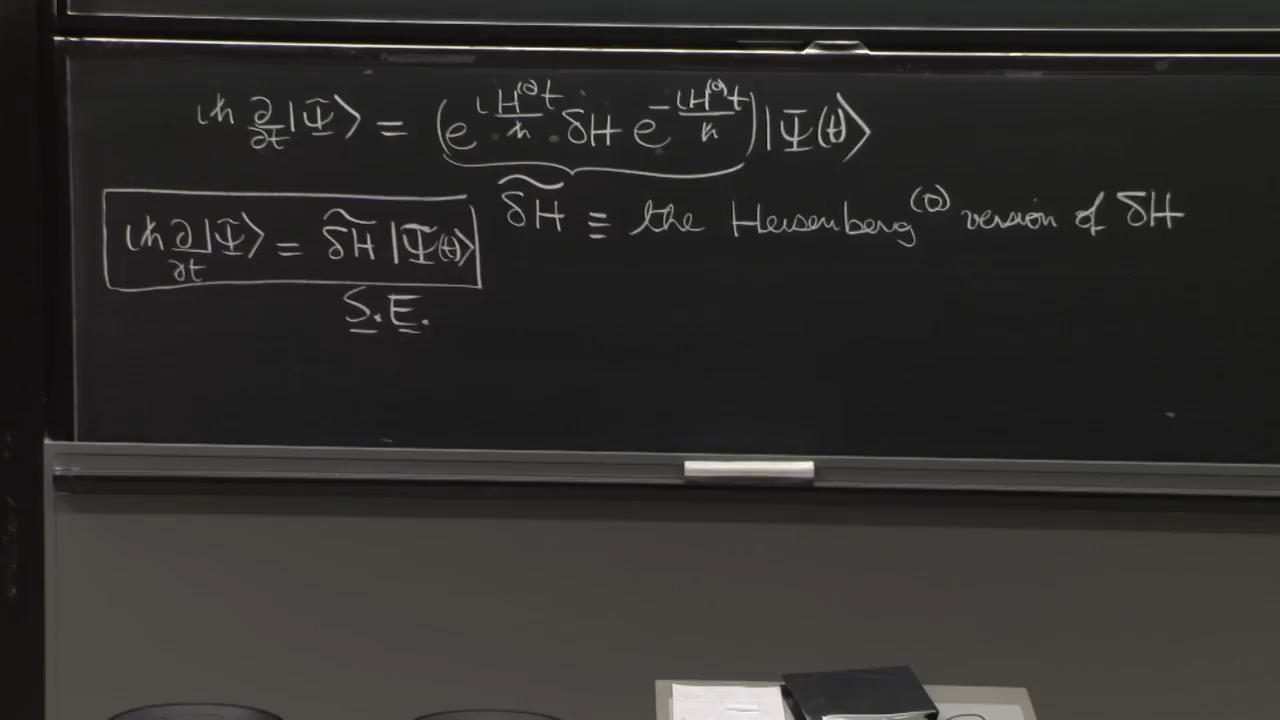 iℏ ∂/∂t |Ψ̃⟩ = (e^{iH^{(0)}t/ℏ} δH e^{-iH^{(0)}t/ℏ}) |Ψ̃(t)⟩
δH̃ ≡ the Heisenberg^{(0)} version of δH
iℏ ∂/∂t |Ψ̃⟩ = δH̃ |Ψ̃(t)⟩
S.E.